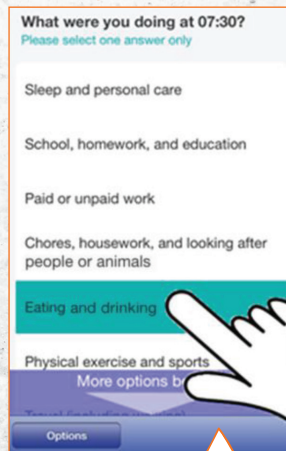 What were you doing at 07:30?
Please select one answer only
Sleep and personal care
School, homework, and education
Paid or unpaid work
Chores, housework, and looking after
people or animals
Eating and drinking
Physical exercise and sports
More options
Options